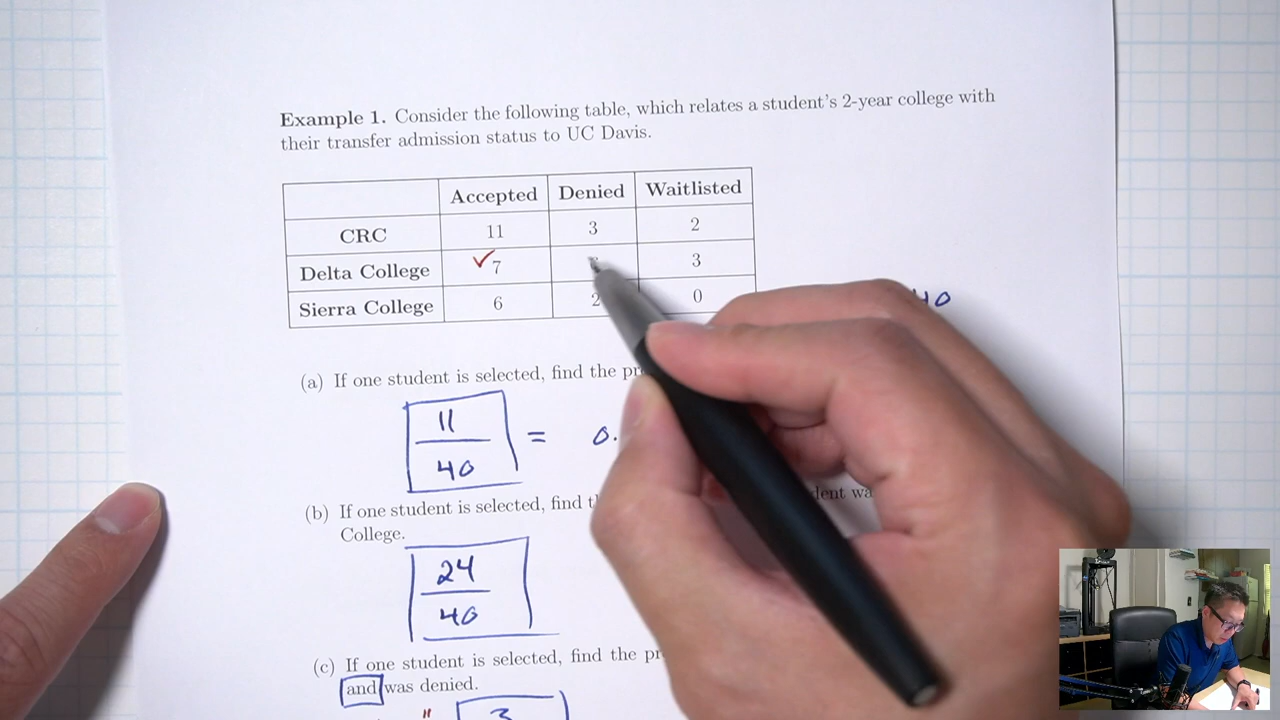 Example 1. Consider the following table, which relates a student's 2-year college with
their transfer admission status to UC Davis.
Accepted Denied Waitlisted
CRC 11 3 2
Delta College ✓7 3
Sierra College 6 2 0
40
(a) If one student is selected, find the
11
40
= 0.
(b) If one student is selected, find
College.
24
40
(c) If one student is selected, find the
and was denied.
"
3